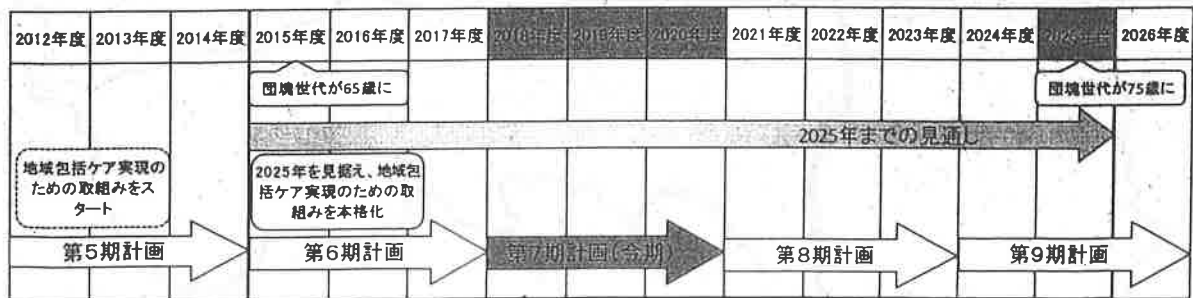 2012年度 2013年度 2014年度 2015年度 2016年度 2017年度 2018年度 2019年度 2020年度 2021年度 2022年度 2023年度 2024年度 2025年度 2026年度
団塊世代が65歳に
団塊世代が75歳に
2025年までの見通し
地域包括ケア実現の
ための取組みをス
タート
2025年を見据え、地域包
括ケア実現のための取
組みを本格化
第5期計画
第6期計画
第7期計画(今期)
第8期計画
第9期計画